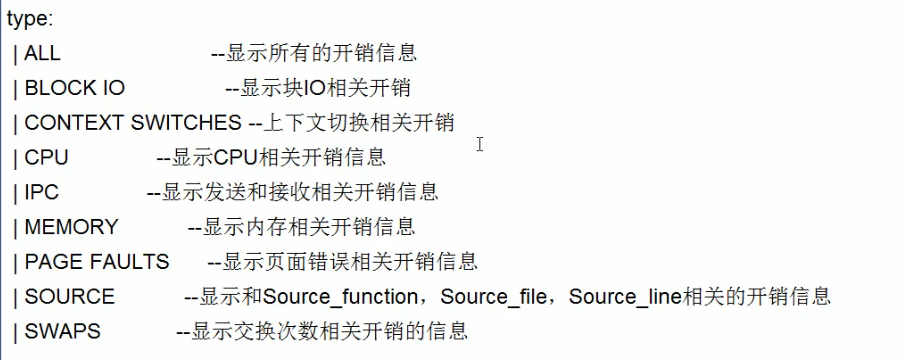 type:
| ALL --显示所有的开销信息
| BLOCK IO --显示块IO相关开销
| CONTEXT SWITCHES --上下文切换相关开销
| CPU --显示CPU相关开销信息
| IPC --显示发送和接收相关开销信息
| MEMORY --显示内存相关开销信息
| PAGE FAULTS --显示页面错误相关开销信息
| SOURCE --显示和Source_function，Source_file，Source_line相关的开销信息
| SWAPS --显示交换次数相关开销的信息